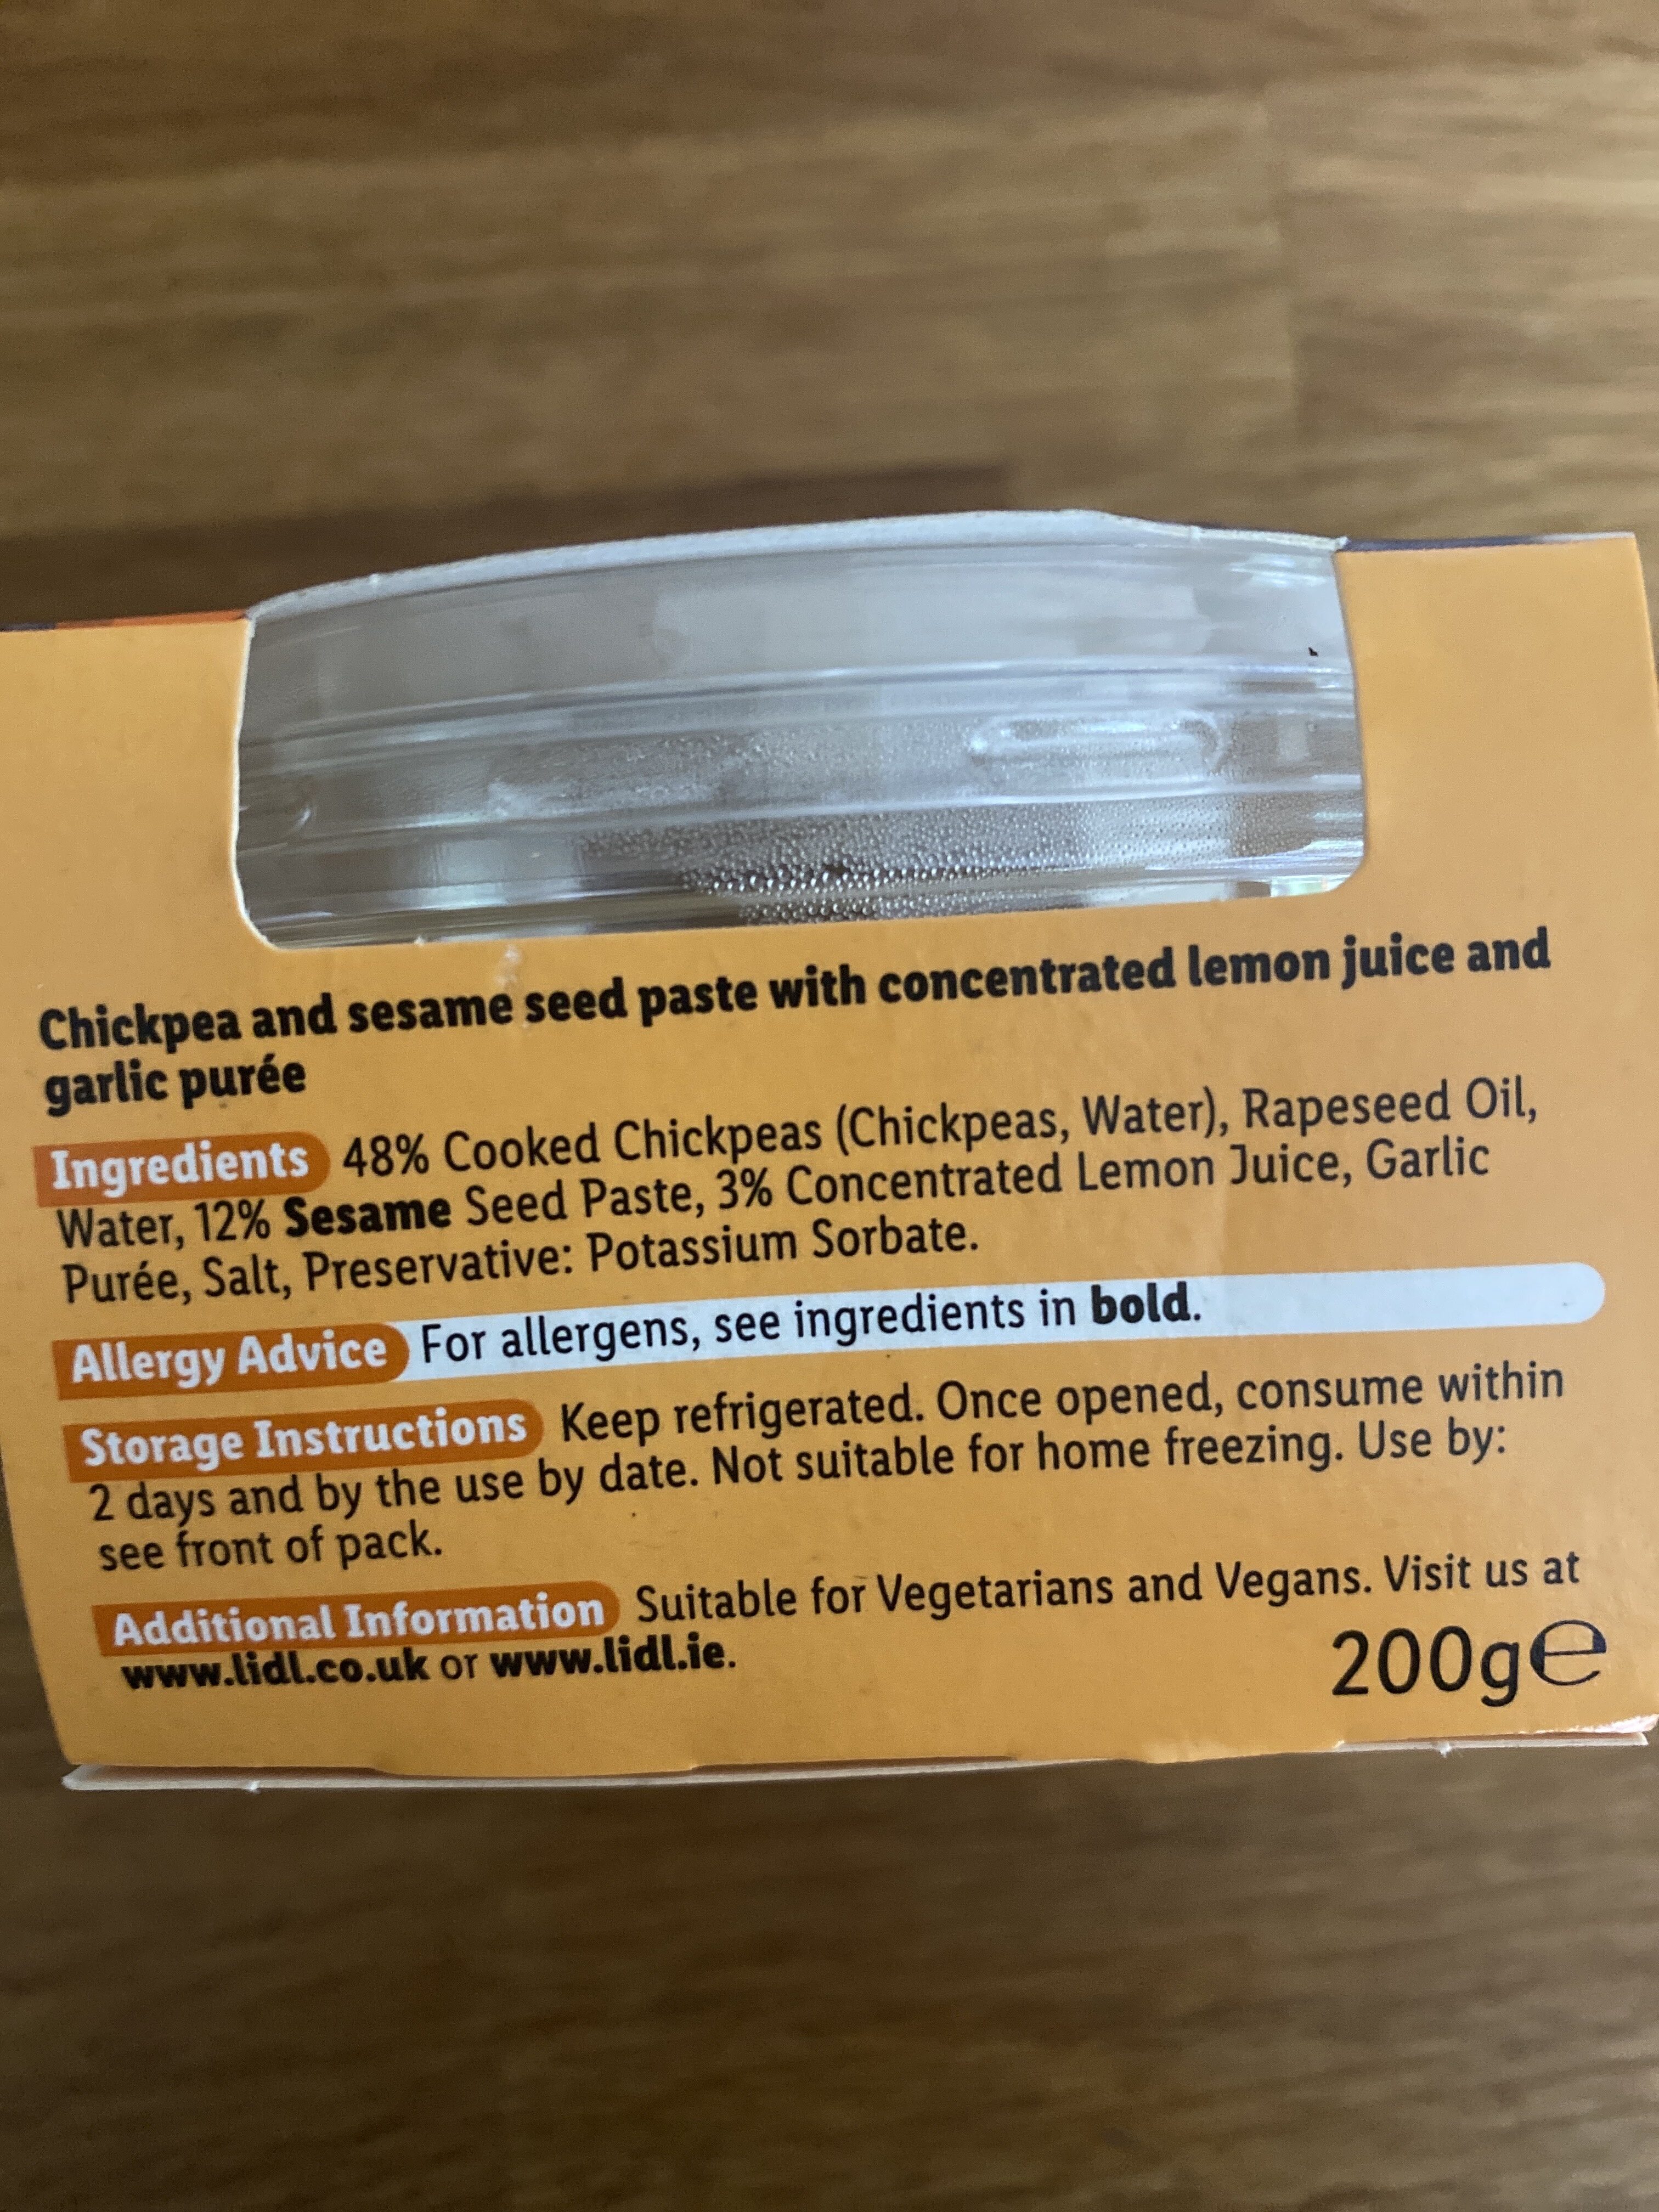 Chickpea and sesame seed paste with concentrated lemon juice and
garlic purée
Ingredients 48% Cooked Chickpeas (Chickpeas, Water), Rapeseed Oil,
Water, 12% Sesame Seed Paste, 3% Concentrated Lemon Juice, Garlic
Purée, Salt, Preservative: Potassium Sorbate.
Allergy Advice For allergens, see ingredients in bold.
Storage Instructions Keep refrigerated. Once opened, consume within
2 days and by the use by date. Not suitable for home freezing. Use by:
see front of pack.
Additional Information Suitable for Vegetarians and Vegans. Visit us at
www.lidl.co.uk or www.lidl.ie.
200g℮